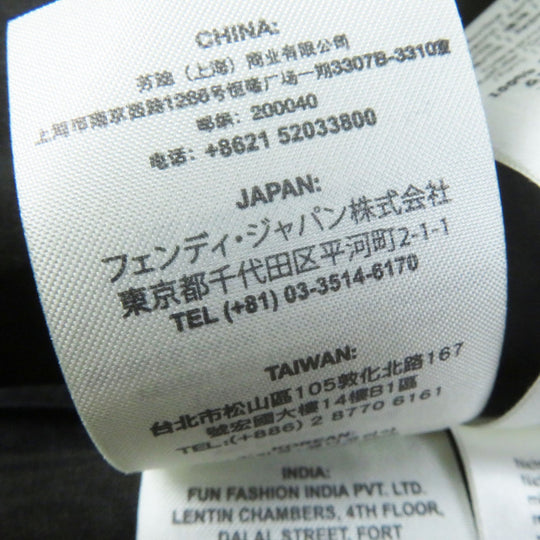 CHINA:
芬迪（上海）商业有限公司
上海市南京西路1266号恒隆广场一期3307B-3310室
邮编: 200040
电话: +8621 52033800
JAPAN:
フェンディ・ジャパン株式会社
東京都千代田区平河町2-1-1
TEL (+81) 03-3514-6170
TAIWAN:
台北市松山區105敦化北路167
號宏國大樓14樓B1區
TEL: (+886) 2 8770 6161
INDIA:
FUN FASHION INDIA PVT. LTD.
LENTIN CHAMBERS, 4TH FLOOR,
DALAL STREET, FORT